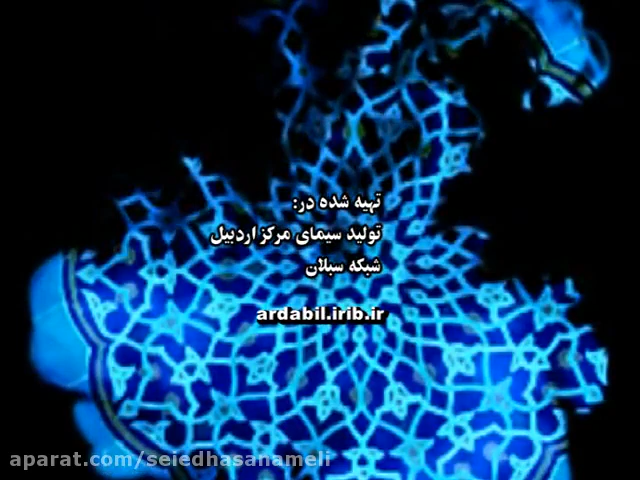 تهیه شده در:
تولید سیمای مرکز اردبیل
شبکه سبلان
ardabil.irib.ir
aparat.com/seiedhasanameli